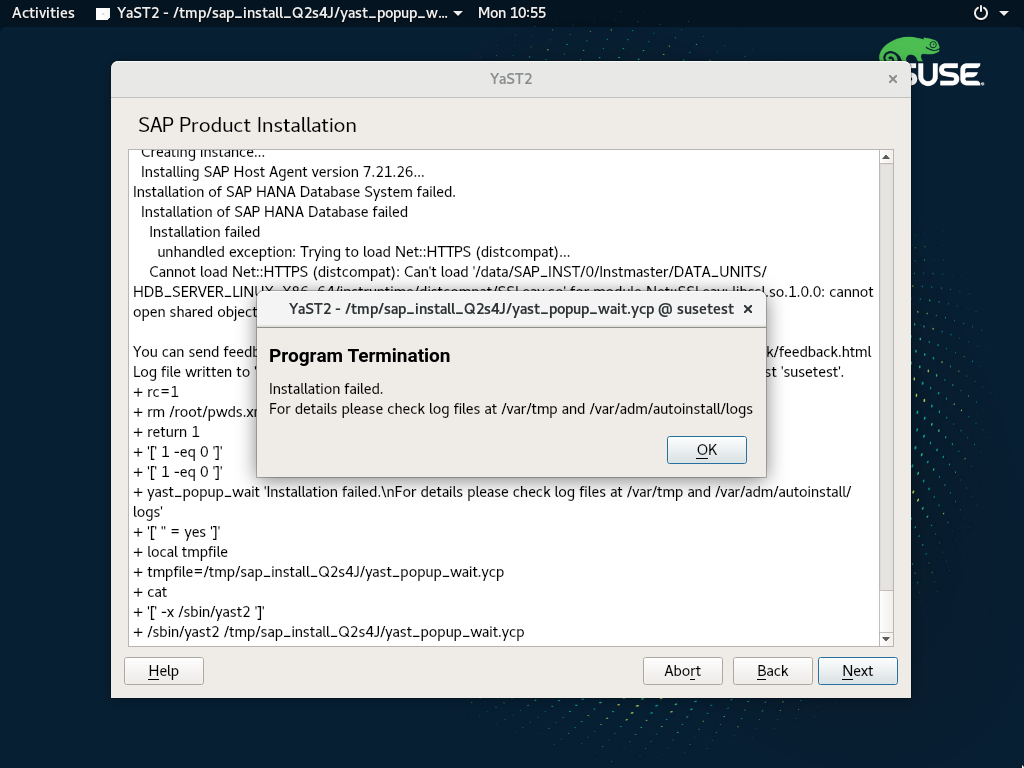 Activities YaST2 - /tmp/sap_install_Q2s4J/yast_popup_w... Mon 10:55
SUSE
YaST2
SAP Product Installation
Creating instance...
Installing SAP Host Agent version 7.21.26...
Installation of SAP HANA Database System failed.
Installation of SAP HANA Database failed
Installation failed
unhandled exception: Trying to load Net::HTTPS (distcompat)...
Cannot load Net::HTTPS (distcompat): Can't load '/data/SAP_INST/0/Instmaster/DATA_UNITS/
HDB_SERVER_LINUX_X86_64/instruntime/distcompat/SSLeay.so' for module Net::SSLeay: libssl.so.1.0.0: cannot
open shared object
You can send feedb k/feedback.html
Log file written to st 'susetest'.
+ rc=1
+ rm /root/pwds.xm
+ return 1
+ '[' 1 -eq 0 ']'
+ '[' 1 -eq 0 ']'
+ yast_popup_wait 'Installation failed.\nFor details please check log files at /var/tmp and /var/adm/autoinstall/
logs'
+ '[' '' = yes ']'
+ local tmpfile
+ tmpfile=/tmp/sap_install_Q2s4J/yast_popup_wait.ycp
+ cat
+ '[' -x /sbin/yast2 ']'
+ /sbin/yast2 /tmp/sap_install_Q2s4J/yast_popup_wait.ycp
YaST2 - /tmp/sap_install_Q2s4J/yast_popup_wait.ycp @ susetest
Program Termination
Installation failed.
For details please check log files at /var/tmp and /var/adm/autoinstall/logs
OK
Help Abort Back Next